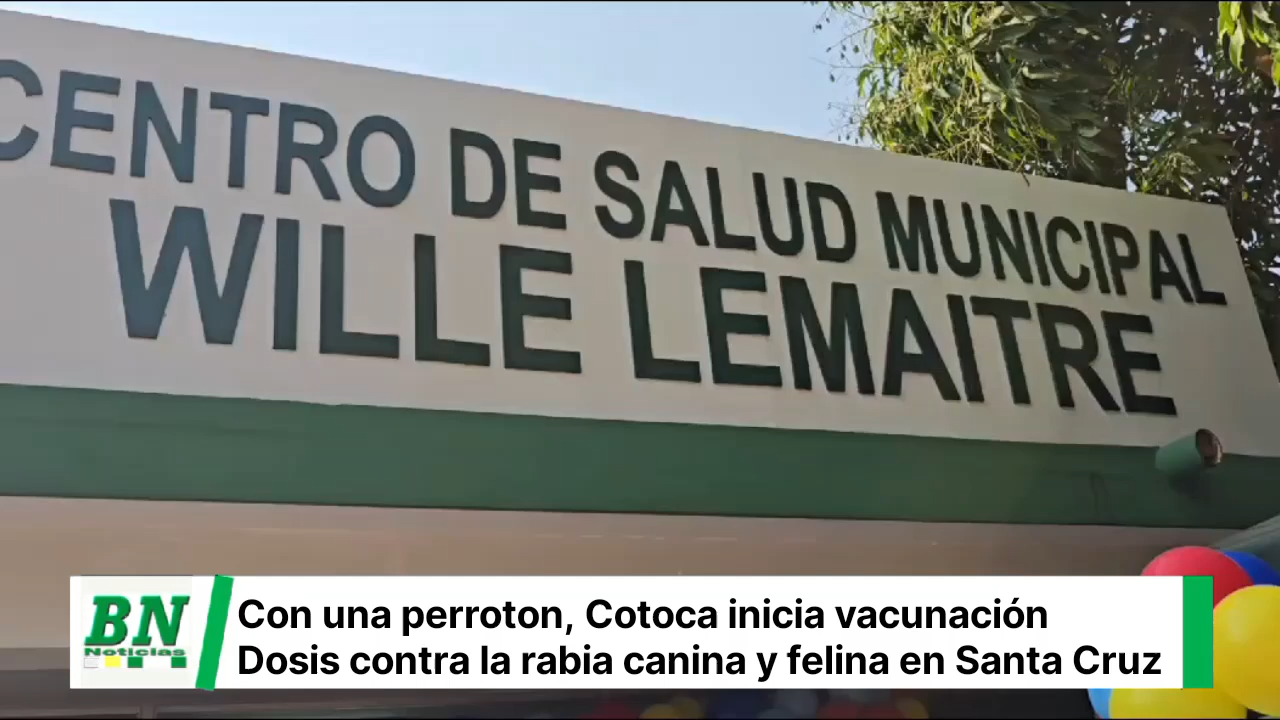 CENTRO DE SALUD MUNICIPAL
WILLE LEMAITRE
BN
Noticias
Con una perroton, Cotoca inicia vacunación
Dosis contra la rabia canina y felina en Santa Cruz